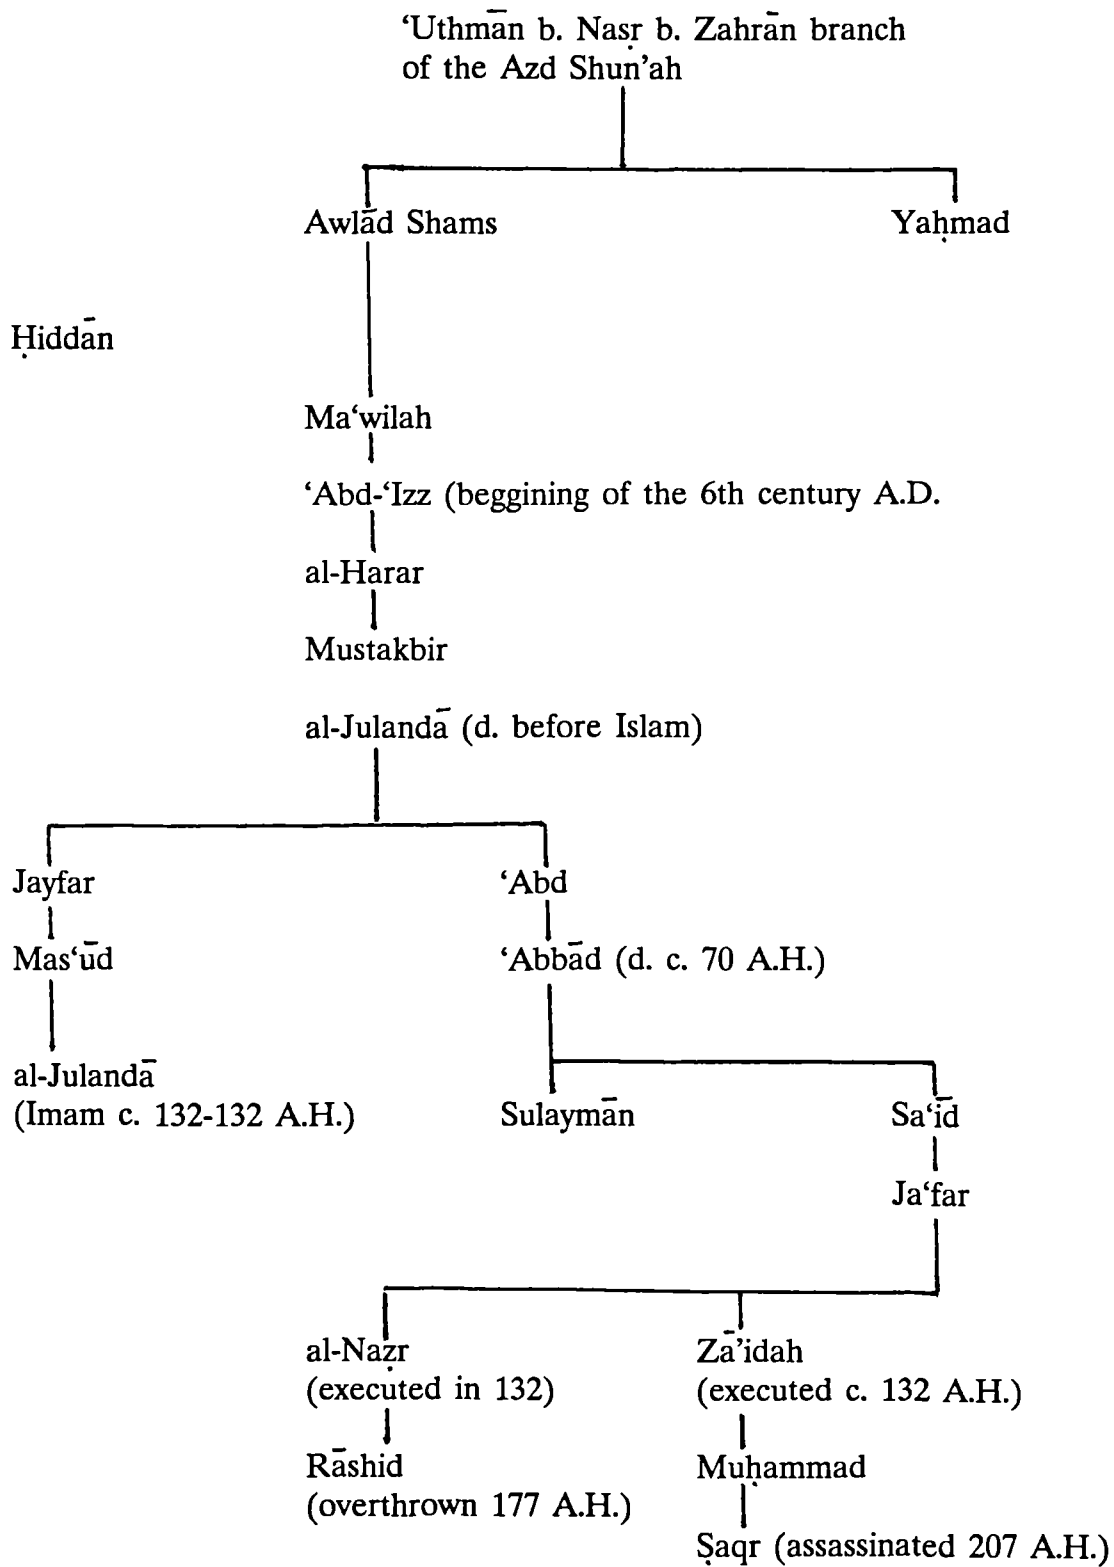 ‘Uthmān b. Naṣr b. Zahrān branch
of the Azd Shun’ah
Awlād Shams
Yaḥmad
Ḥiddān
Ma‘wilah
‘Abd-‘Izz (beggining of the 6th century A.D.
al-Harar
Mustakbir
al-Julandā (d. before Islam)
Jayfar
‘Abd
Mas‘ūd
‘Abbād (d. c. 70 A.H.)
al-Julandā
(Imam c. 132-132 A.H.)
Sulaymān
Sa‘īd
Ja‘far
al-Naẓr
(executed in 132)
Zā’idah
(executed c. 132 A.H.)
Rāshid
(overthrown 177 A.H.)
Muḥammad
Ṣaqr (assassinated 207 A.H.)